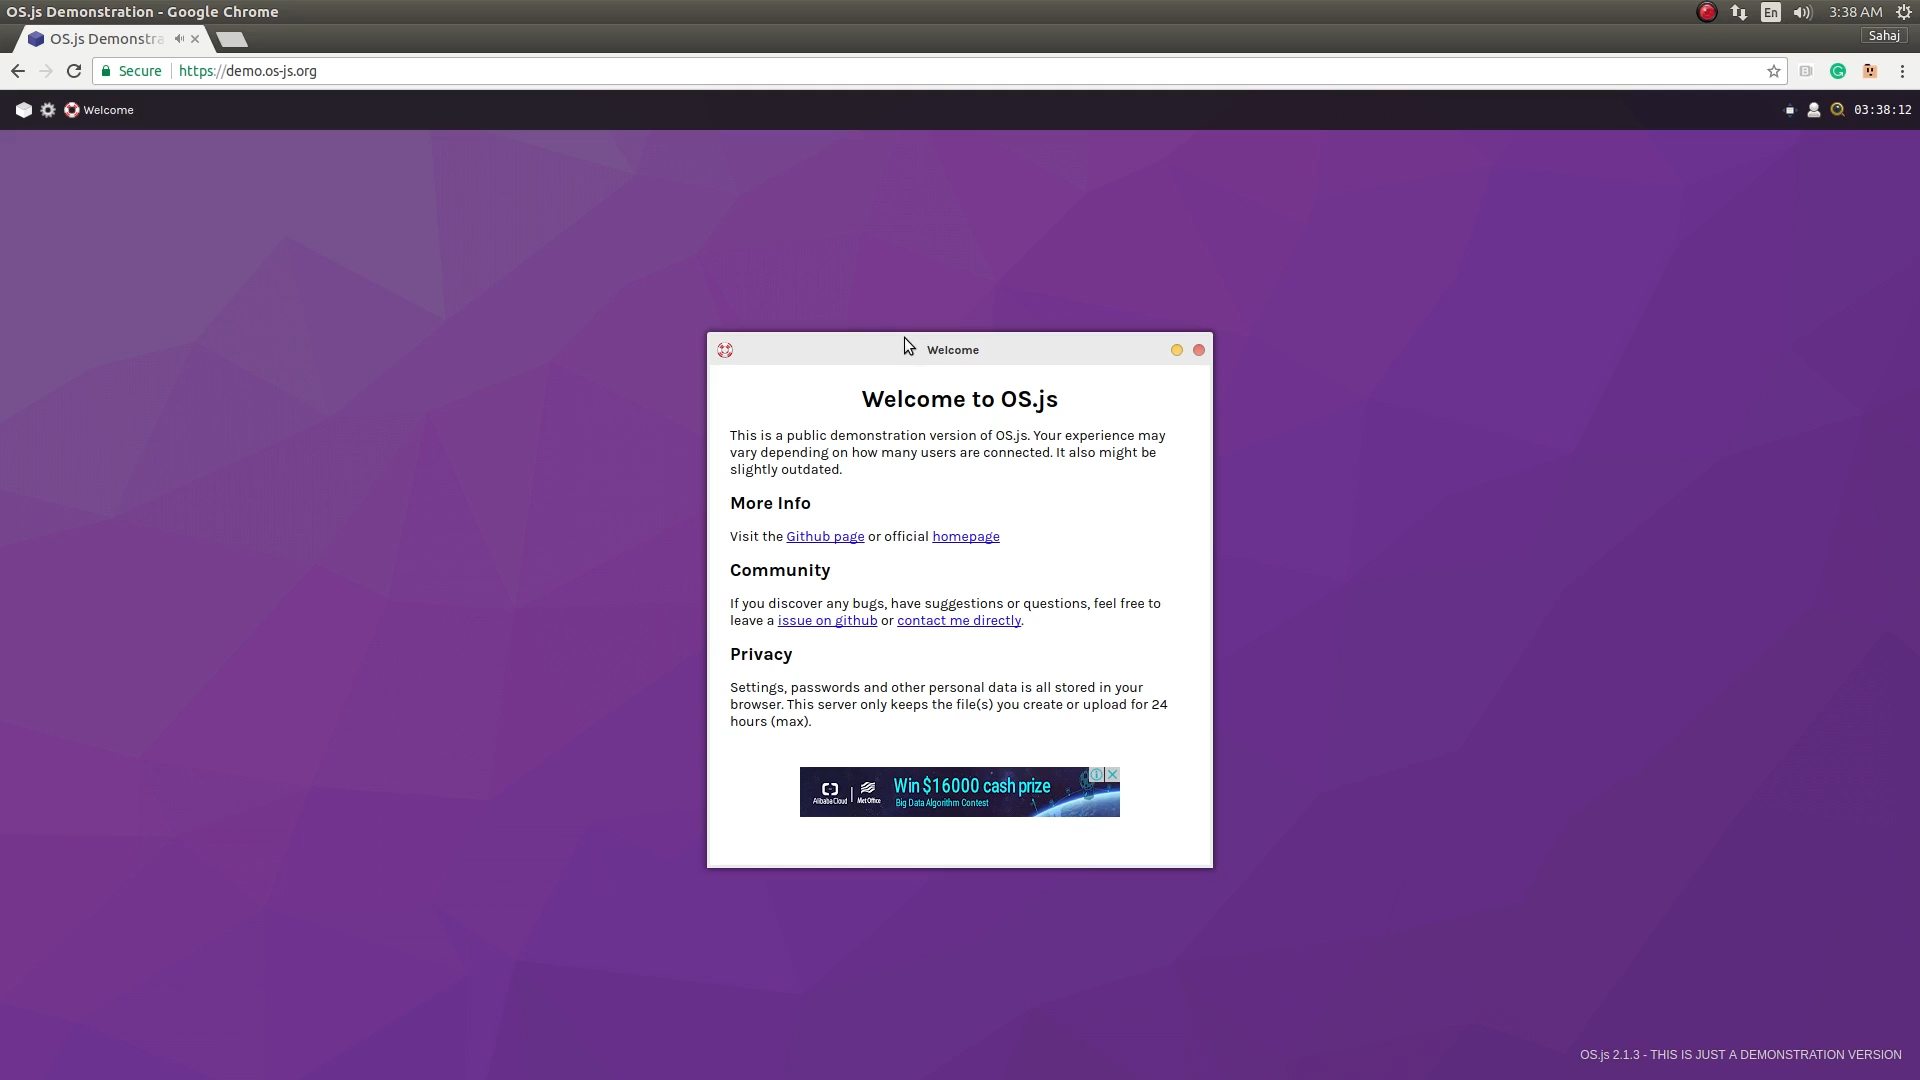 OS.js Demonstration - Google Chrome
En
3:38 AM
OS.js Demonstra
Sahaj
Secure
https://demo.os-js.org
Welcome
03:38:12
Welcome
Welcome to OS.js
This is a public demonstration version of OS.js. Your experience may
vary depending on how many users are connected. It also might be
slightly outdated.
More Info
Visit the Github page or official homepage
Community
If you discover any bugs, have suggestions or questions, feel free to
leave a issue on github or contact me directly.
Privacy
Settings, passwords and other personal data is all stored in your
browser. This server only keeps the file(s) you create or upload for 24
hours (max).
Alibaba Cloud
Met Office
Win $16000 cash prize
Big Data Algorithm Contest
OS.js 2.1.3 - THIS IS JUST A DEMONSTRATION VERSION